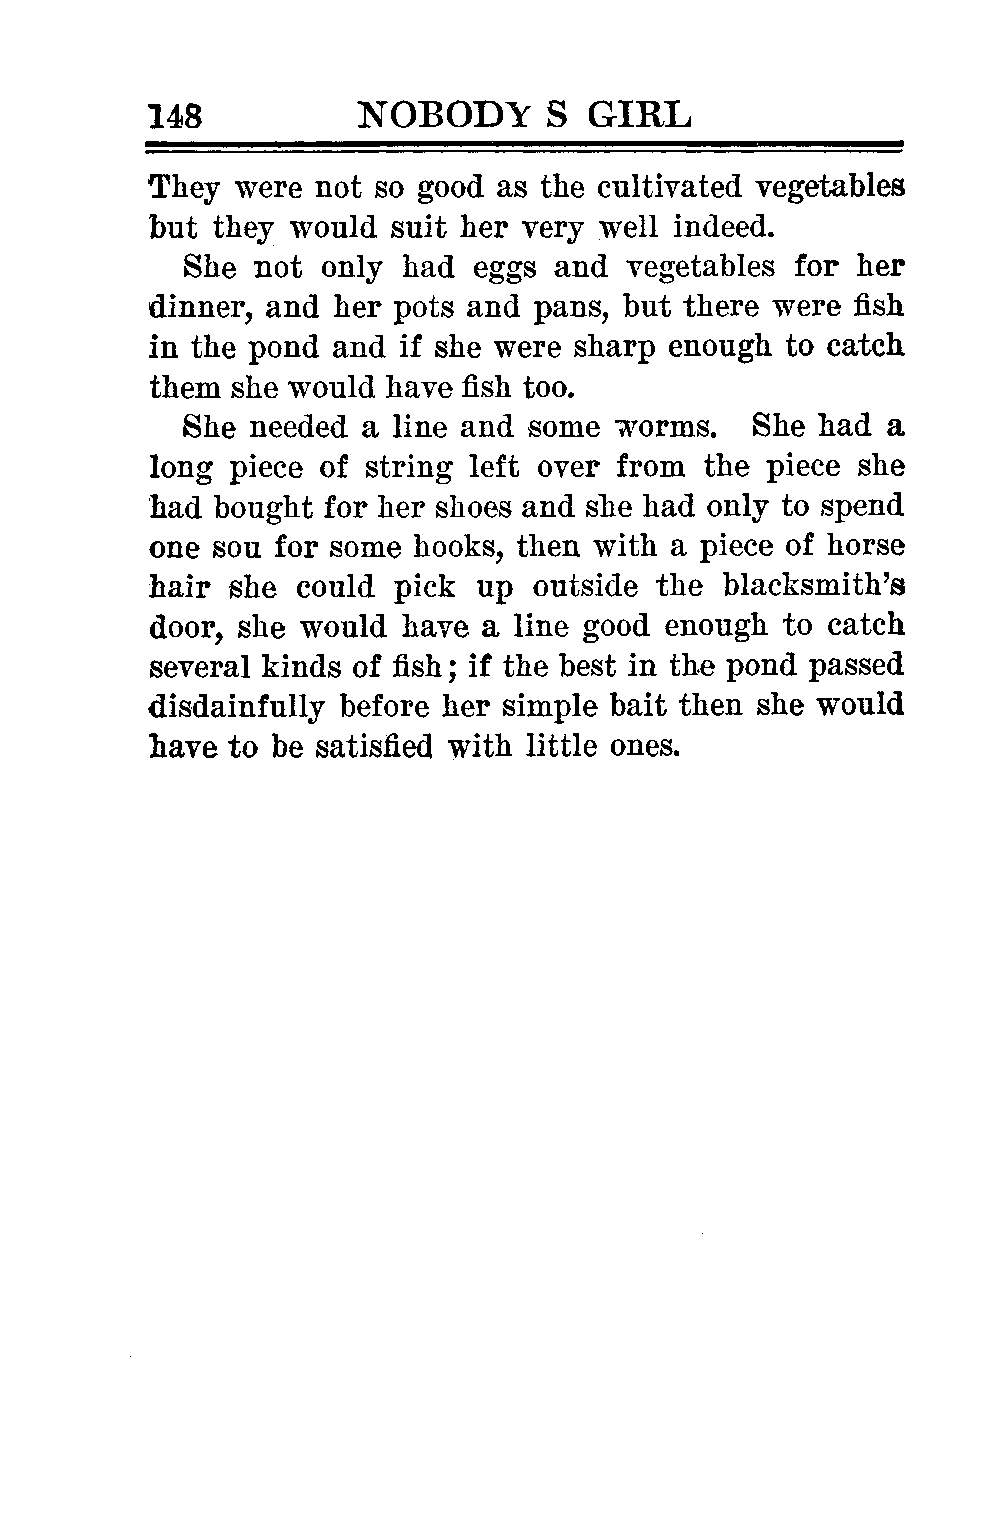 148 NOBODY S GIRL
They were not so good as the cultivated vegetables
but they would suit her very well indeed.
She not only had eggs and vegetables for her
dinner, and her pots and pans, but there were fish
in the pond and if she were sharp enough to catch
them she would have fish too.
She needed a line and some worms. She had a
long piece of string left over from the piece she
had bought for her shoes and she had only to spend
one sou for some hooks, then with a piece of horse
hair she could pick up outside the blacksmith's
door, she would have a line good enough to catch
several kinds of fish; if the best in the pond passed
disdainfully before her simple bait then she would
have to be satisfied with little ones.